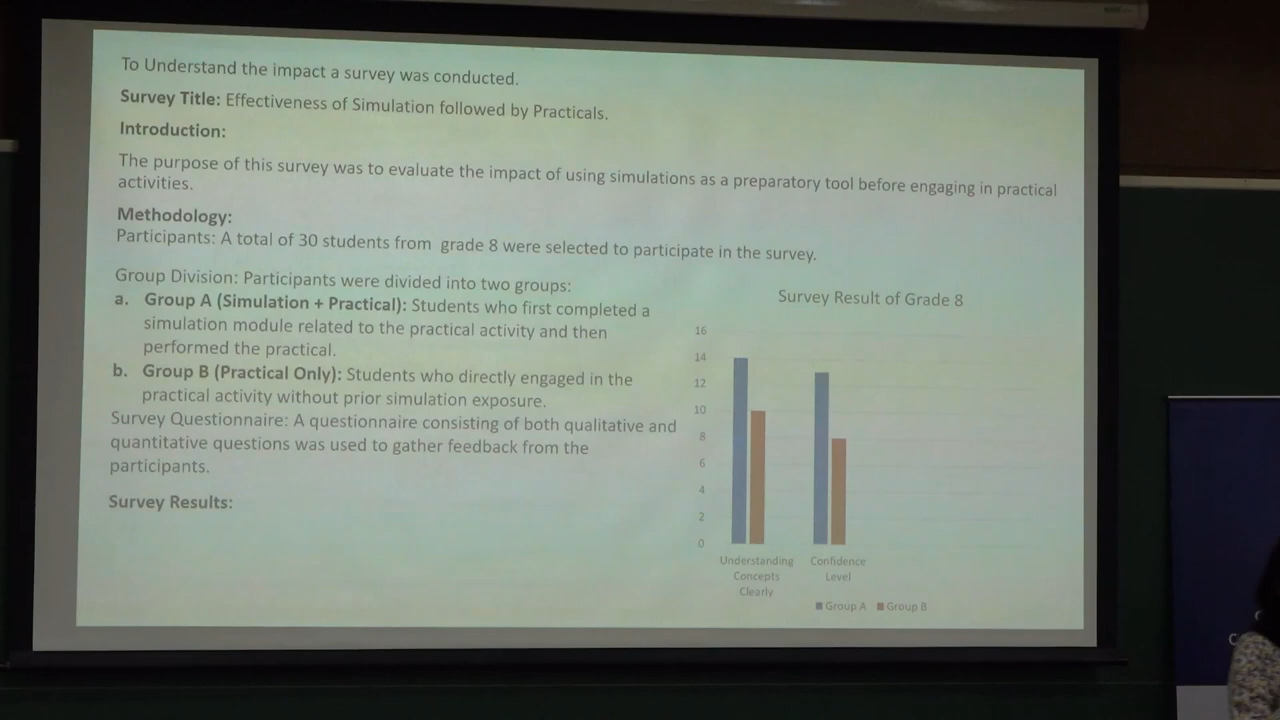 To Understand the impact a survey was conducted.
Survey Title: Effectiveness of Simulation followed by Practicals.
Introduction:
The purpose of this survey was to evaluate the impact of using simulations as a preparatory tool before engaging in practical
activities.
Methodology:
Participants: A total of 30 students from grade 8 were selected to participate in the survey.
Group Division: Participants were divided into two groups:
a. Group A (Simulation + Practical): Students who first completed a
simulation module related to the practical activity and then
performed the practical.
b. Group B (Practical Only): Students who directly engaged in the
practical activity without prior simulation exposure.
Survey Questionnaire: A questionnaire consisting of both qualitative and
quantitative questions was used to gather feedback from the
participants.
Survey Results:
Survey Result of Grade 8
16
14
12
10
8
6
4
2
0
Understanding
Concepts
Clearly
Confidence
Level
Group A Group B